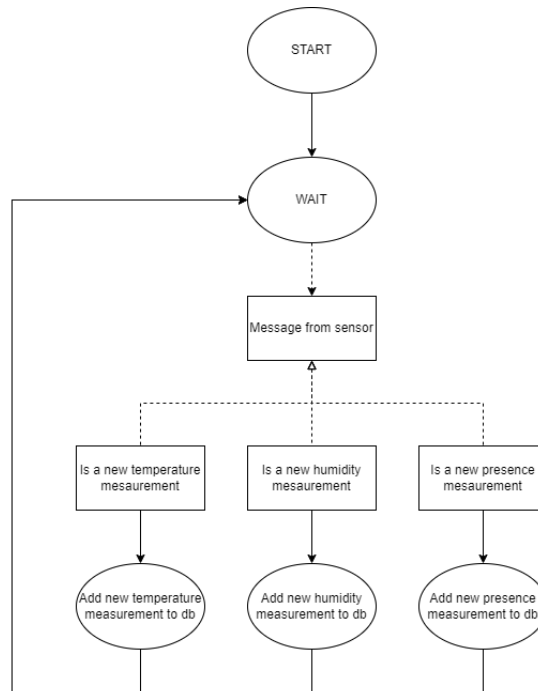 START
WAIT
Message from sensor
Is a new temperature
mesaurement
Is a new humidity
mesaurement
Is a new presence
mesaurement
Add new temperature
measurement to db
Add new humidity
measurement to db
Add new presence
measurement to db